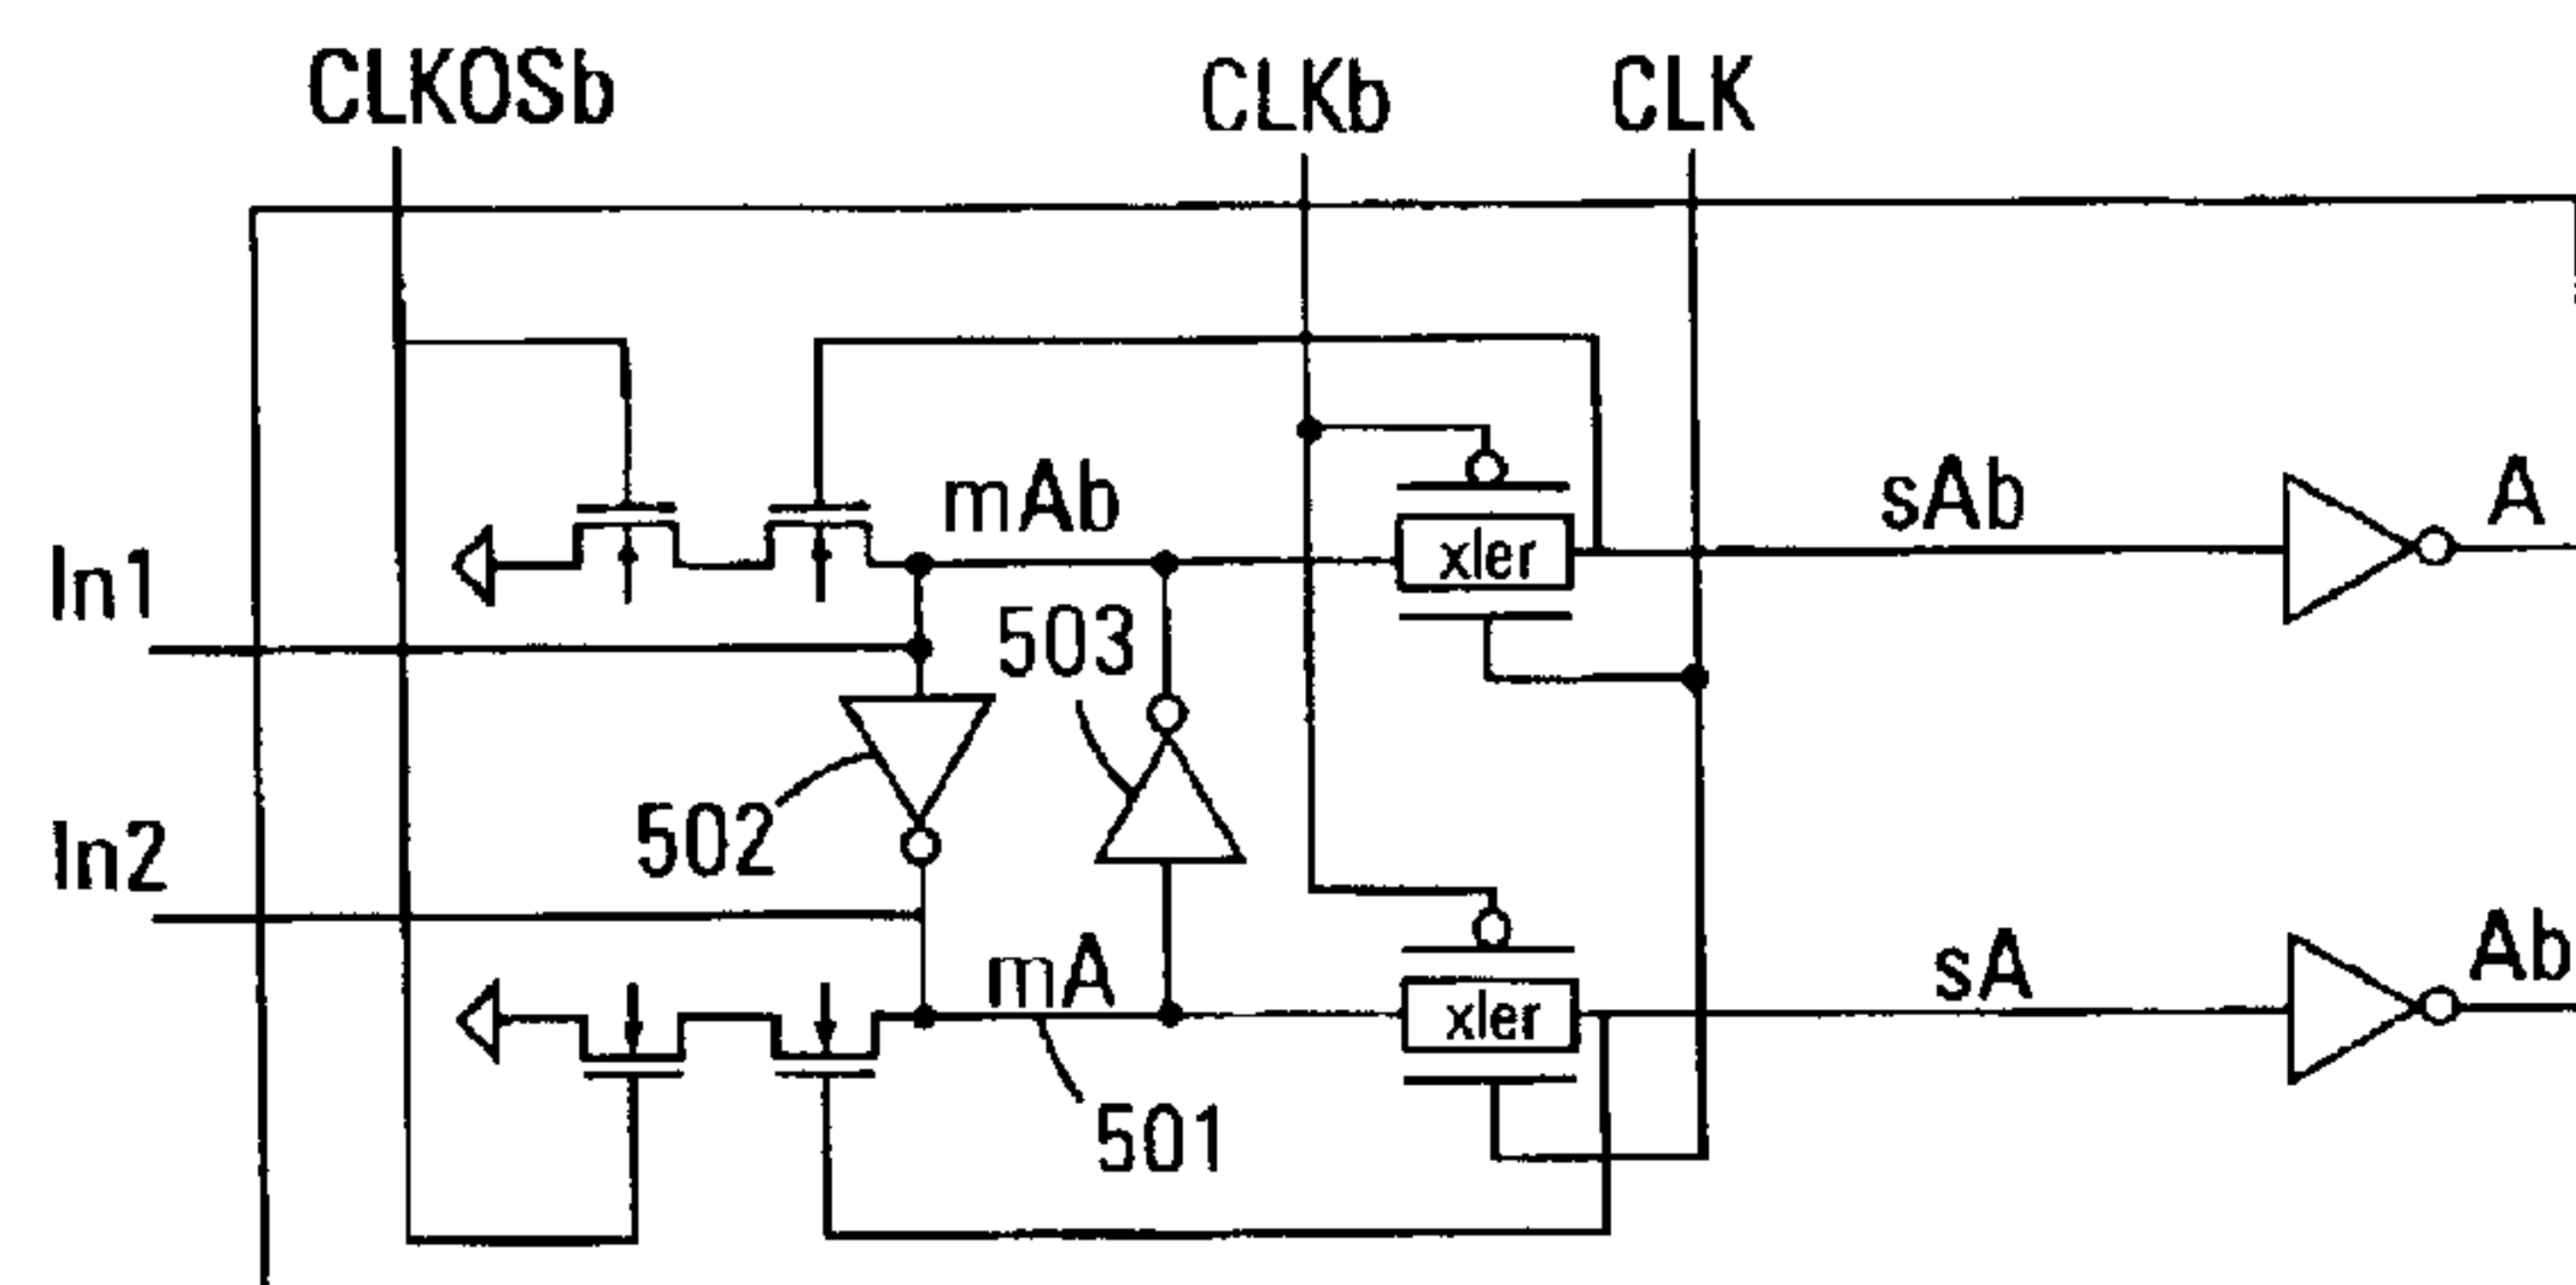 CLKOSb
CLKb
CLK
mAb
sAb
A
In1
xler
503
502
In2
mA
sA
Ab
xler
501